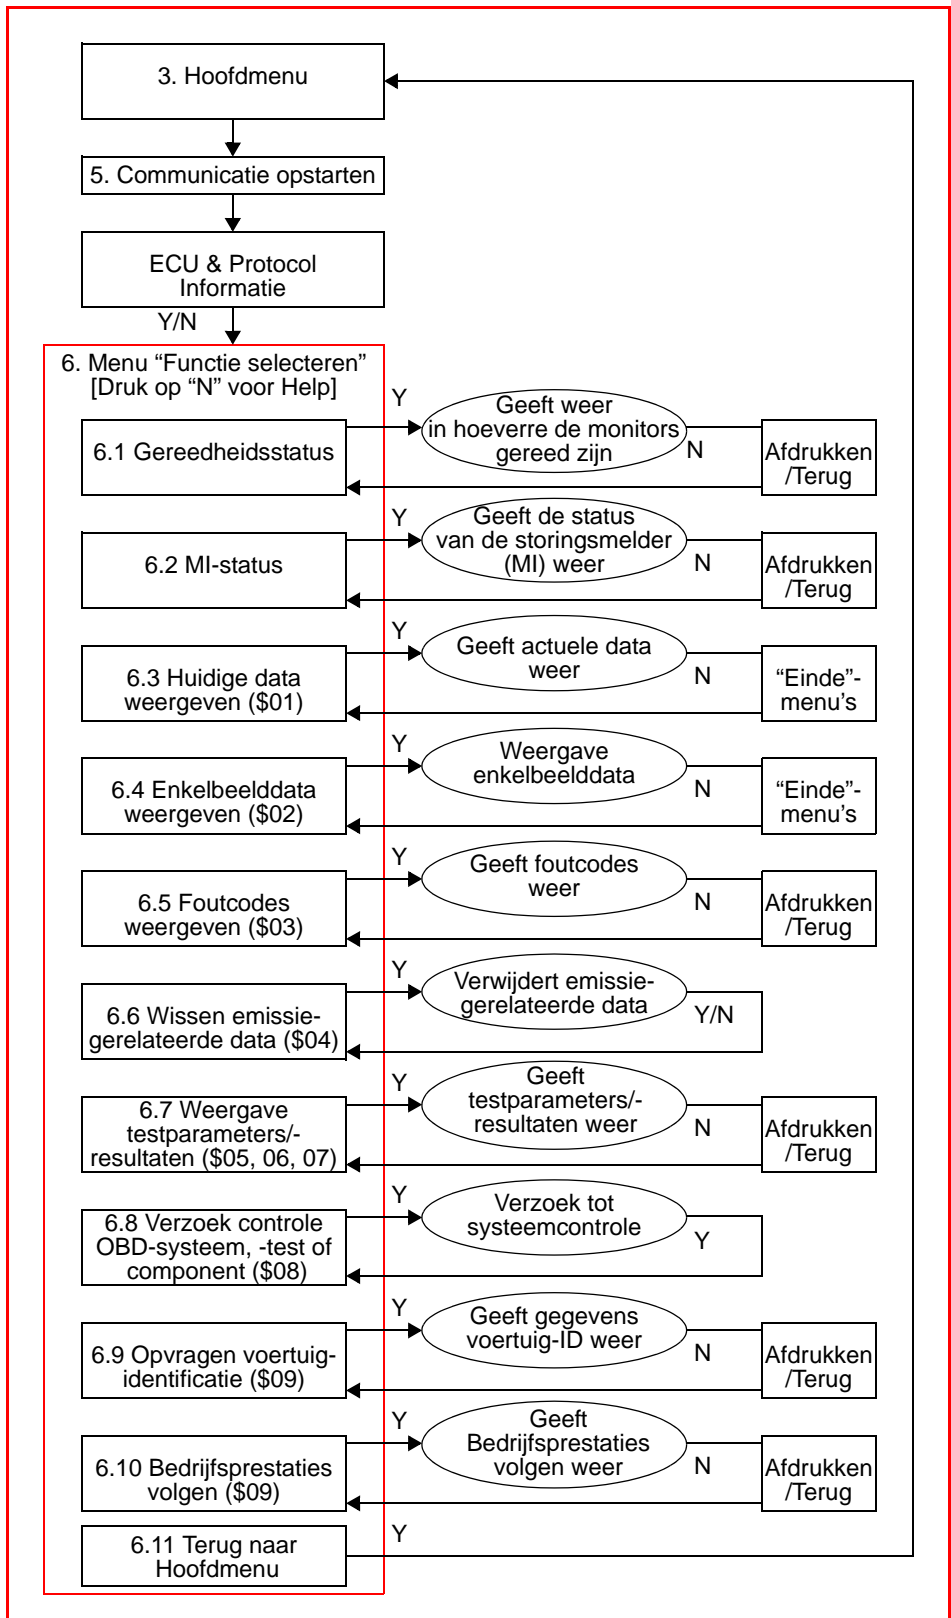 3. Hoofdmenu
5. Communicatie opstarten
ECU & Protocol
Informatie
Y/N
6. Menu “Functie selecteren”
[Druk op “N” voor Help]
6.1 Gereedheidsstatus
Y
Geeft weer
in hoeverre de monitors
gereed zijn
N
Afdrukken
/Terug
6.2 MI-status
Y
Geeft de status
van de storingsmelder
(MI) weer
N
Afdrukken
/Terug
6.3 Huidige data
weergeven ($01)
Y
Geeft actuele data
weer
N
“Einde”-
menu’s
6.4 Enkelbeelddata
weergeven ($02)
Y
Weergave
enkelbeelddata
N
“Einde”-
menu’s
6.5 Foutcodes
weergeven ($03)
Y
Geeft foutcodes
weer
N
Afdrukken
/Terug
6.6 Wissen emissie-
gerelateerde data ($04)
Y
Verwijdert emissie-
gerelateerde data
Y/N
6.7 Weergave
testparameters/-
resultaten ($05, 06, 07)
Y
Geeft
testparameters/-
resultaten weer
N
Afdrukken
/Terug
6.8 Verzoek controle
OBD-systeem, -test of
component ($08)
Y
Verzoek tot
systeemcontrole
Y
6.9 Opvragen voertuig-
identificatie ($09)
Y
Geeft gegevens
voertuig-ID weer
N
Afdrukken
/Terug
6.10 Bedrijfsprestaties
volgen ($09)
Y
Geeft
Bedrijfsprestaties
volgen weer
N
Afdrukken
/Terug
6.11 Terug naar
Hoofdmenu
Y